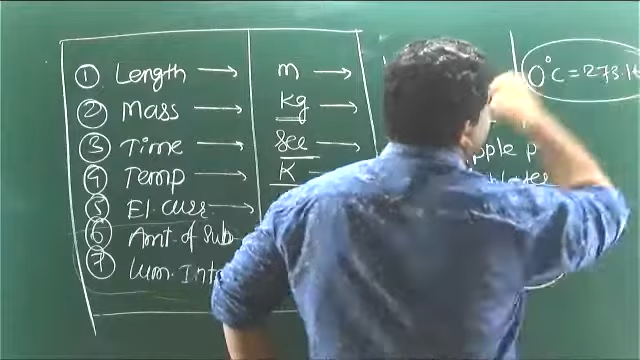 ① Length → m → 0°C = 273.1
② Mass → Kg →
③ Time → Sec →
④ Temp → K
⑤ El. Curr. →
⑥ Amt. of Sub
⑦ Lum. Int